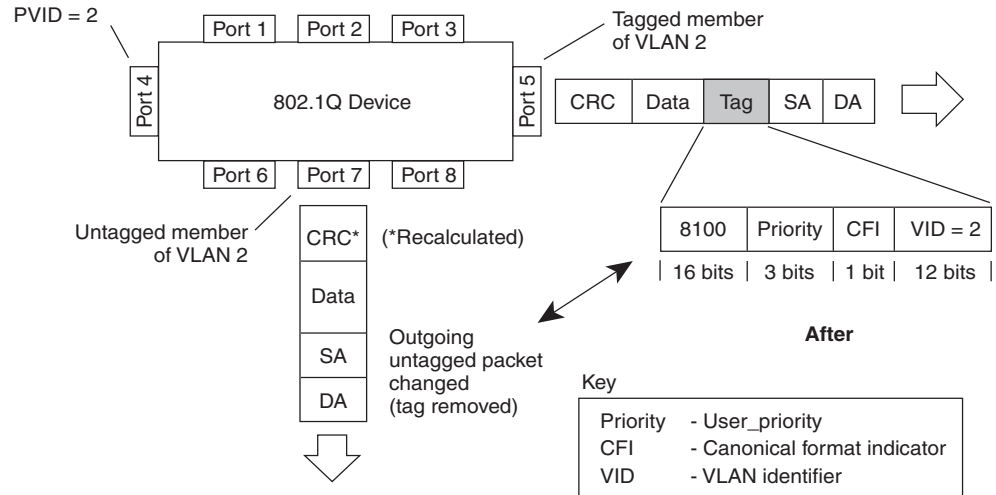 PVID = 2
Port 1
Port 2
Port 3
Tagged member
of VLAN 2
Port 4
802.1Q Device
Port 5
CRC
Data
Tag
SA
DA
Port 6
Port 7
Port 8
Untagged member
of VLAN 2
CRC*
(*Recalculated)
Data
SA
DA
8100
Priority
CFI
VID = 2
16 bits
3 bits
1 bit
12 bits
Outgoing
untagged packet
changed
(tag removed)
After
Key
Priority - User_priority
CFI - Canonical format indicator
VID - VLAN identifier